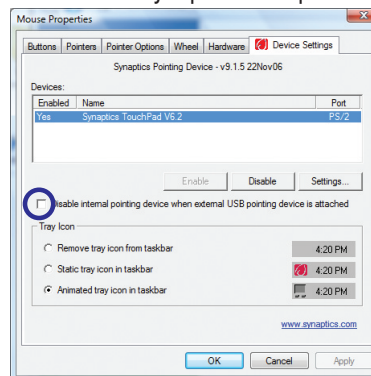 Mouse Properties
Buttons Pointers Pointer Options Wheel Hardware Device Settings
Synaptics Pointing Device - v9.1.5 22Nov06
Devices:
Enabled Name Port
Yes Synaptics TouchPad V6.2 PS/2
Enable Disable Settings...
Disable internal pointing device when external USB pointing device is attached
Tray Icon
Remove tray icon from taskbar 4:20 PM
Static tray icon in taskbar 4:20 PM
Animated tray icon in taskbar 4:20 PM
www.synaptics.com
OK Cancel Apply